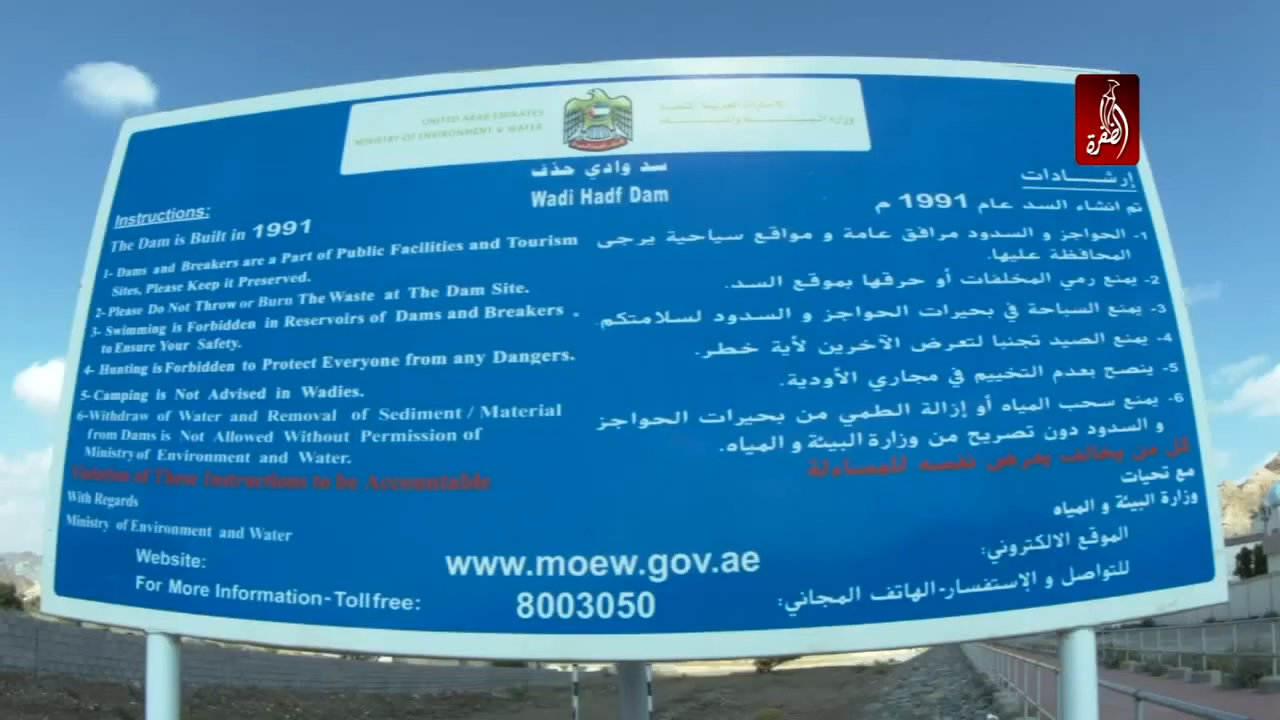 UNITED ARAB EMIRATES
MINISTRY OF ENVIRONMENT & WATER
الإمارات العربية المتحدة
وزارة البيئة والمياه
سد وادي حذف
Wadi Hadf Dam
Instructions:
The Dam is Built in 1991
1- Dams and Breakers are a Part of Public Facilities and Tourism
Sites, Please Keep it Preserved.
2- Please Do Not Throw or Burn The Waste at The Dam Site.
3- Swimming is Forbidden in Reservoirs of Dams and Breakers .
to Ensure Your Safety.
4- Hunting is Forbidden to Protect Everyone from any Dangers.
5- Camping is Not Advised in Wadies.
6-Withdraw of Water and Removal of Sediment / Material
from Dams is Not Allowed Without Permission of
Ministry of Environment and Water.
Violation of These Instructions to be Accountable
With Regards
Ministry of Environment and Water
إرشـــادات
تم انشاء السد عام 1991 م
1- الحواجز و السدود مرافق عامة و مواقع سياحية يرجى
المحافظة عليها.
2- يمنع رمي المخلفات أو حرقها بموقع السد.
3- يمنع السباحة في بحيرات الحواجز و السدود لسلامتكم.
4- يمنع الصيد تجنبا لتعرض الآخرين لأية خطر.
5- ينصح بعدم التخييم في مجاري الأودية.
6- يمنع سحب المياه أو إزالة الطمي من بحيرات الحواجز
و السدود دون تصريح من وزارة البيئة و المياه.
كل من يخالف يعرض نفسه للمساءلة
مع تحيات
وزارة البيئة و المياه
Website: www.moew.gov.ae الموقع الالكتروني:
For More Information-Tollfree: 8003050 للتواصل و الإستفسار-الهاتف المجاني:
الظفرة